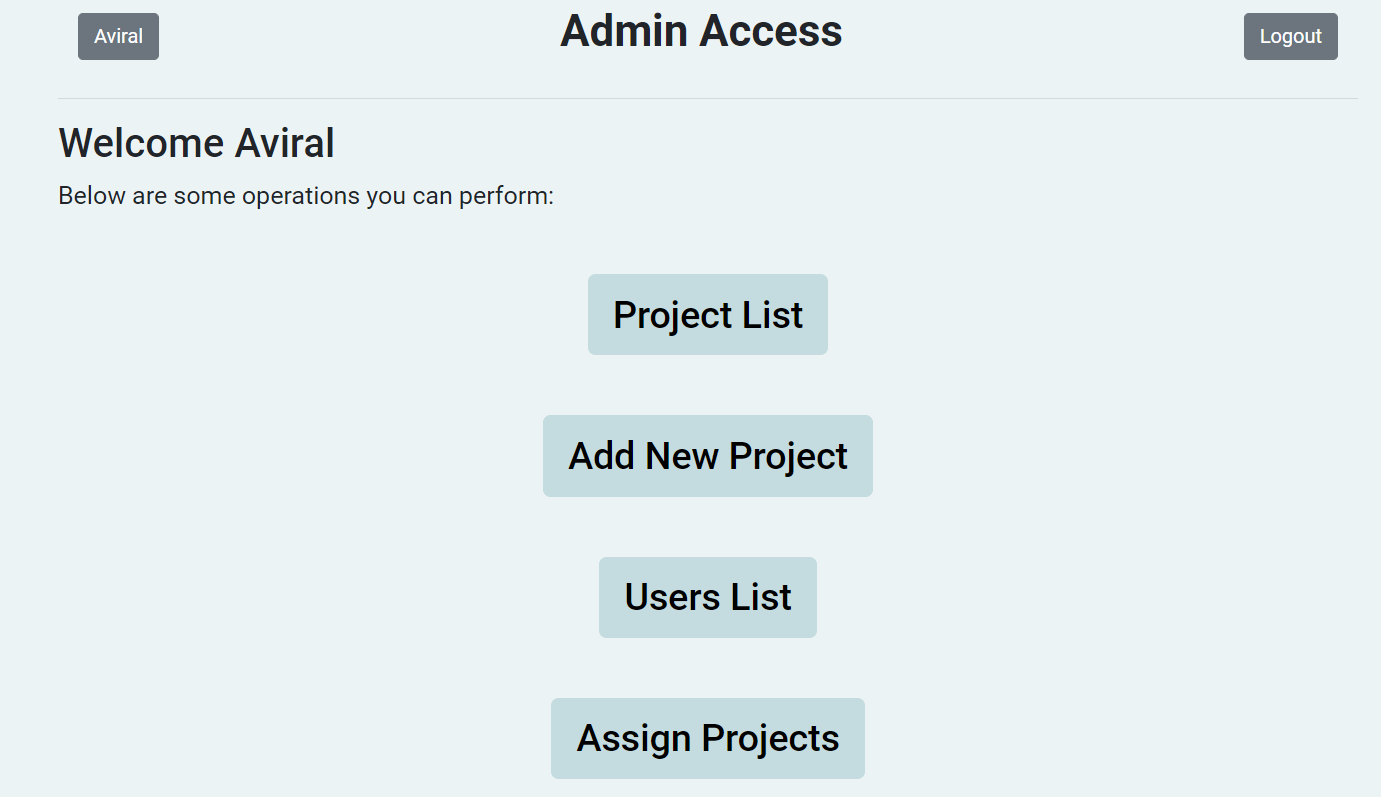 Aviral
Admin Access
Logout
Welcome Aviral
Below are some operations you can perform:
Project List
Add New Project
Users List
Assign Projects